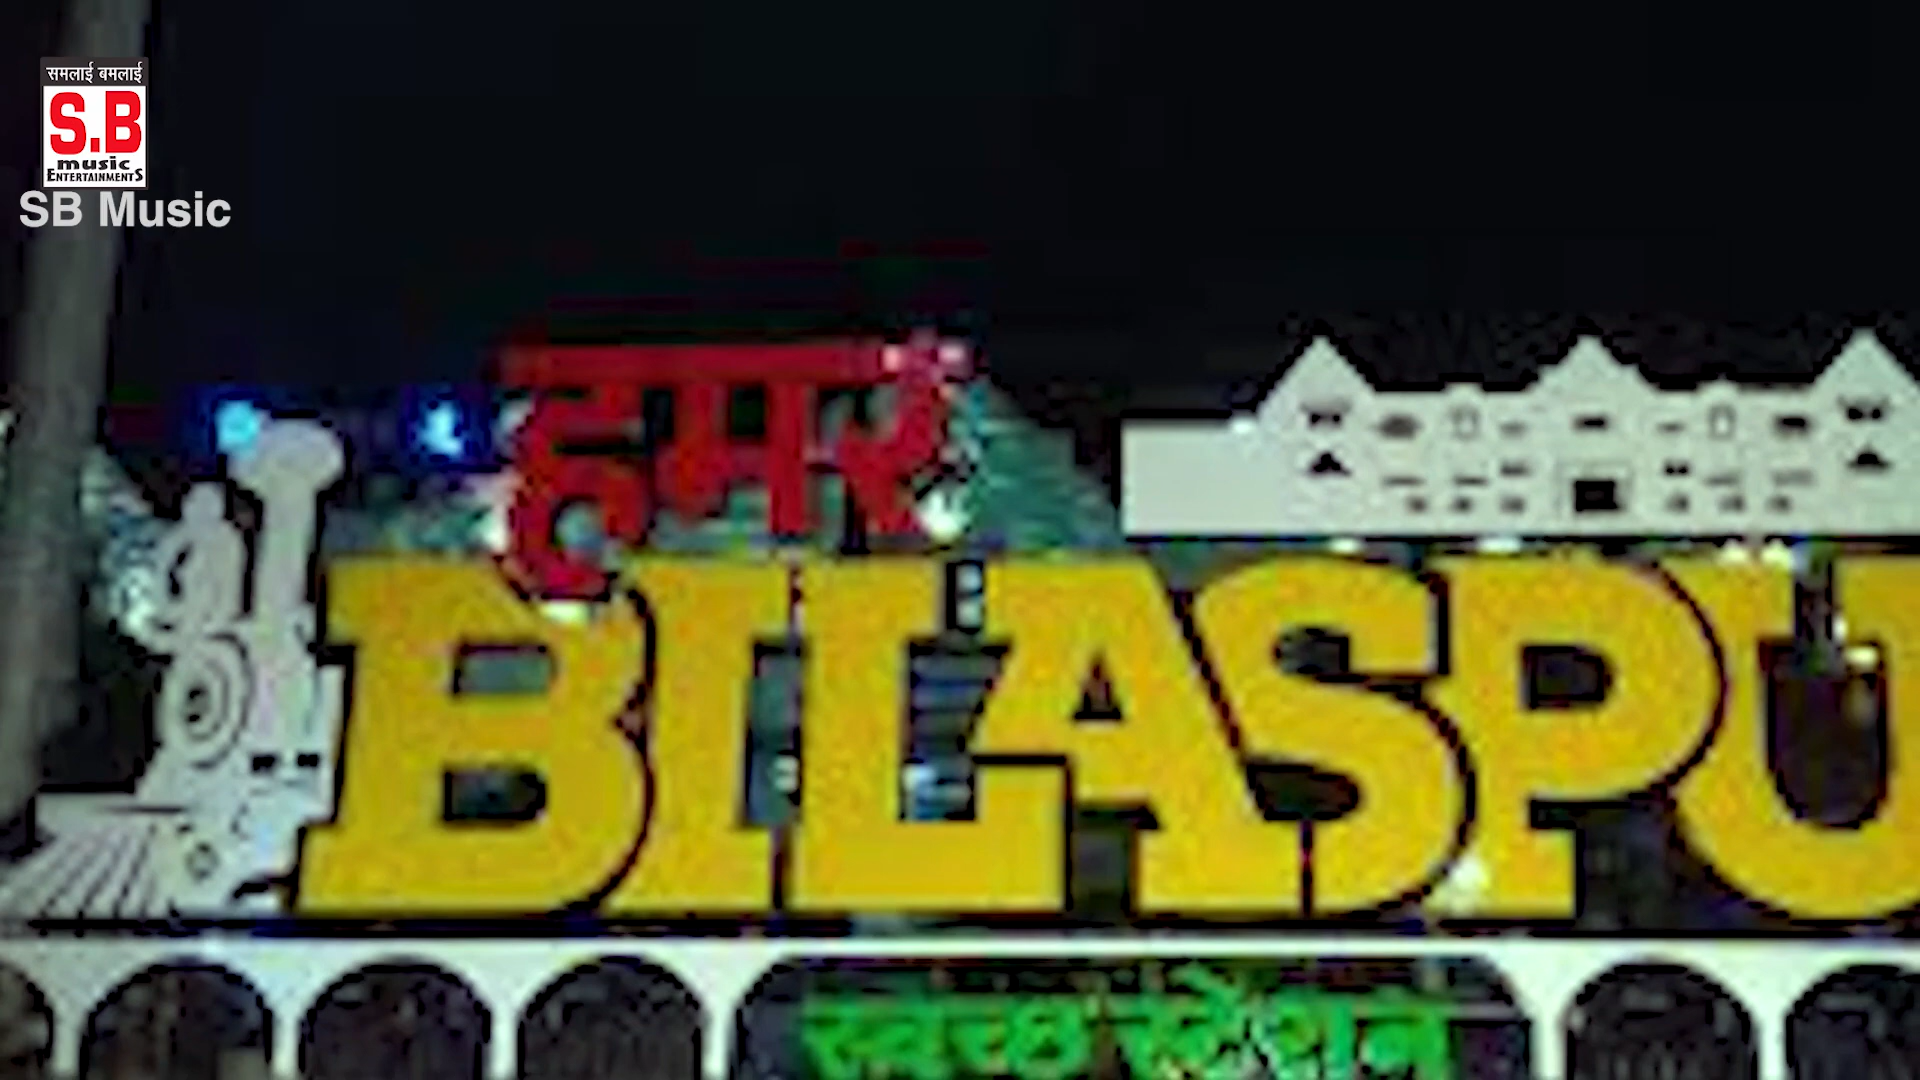 समलाई बमलाई
S.B
music
ENTERTAINMENTS
SB Music
हमर
BILASPU
स्वच्छ स्टेशन